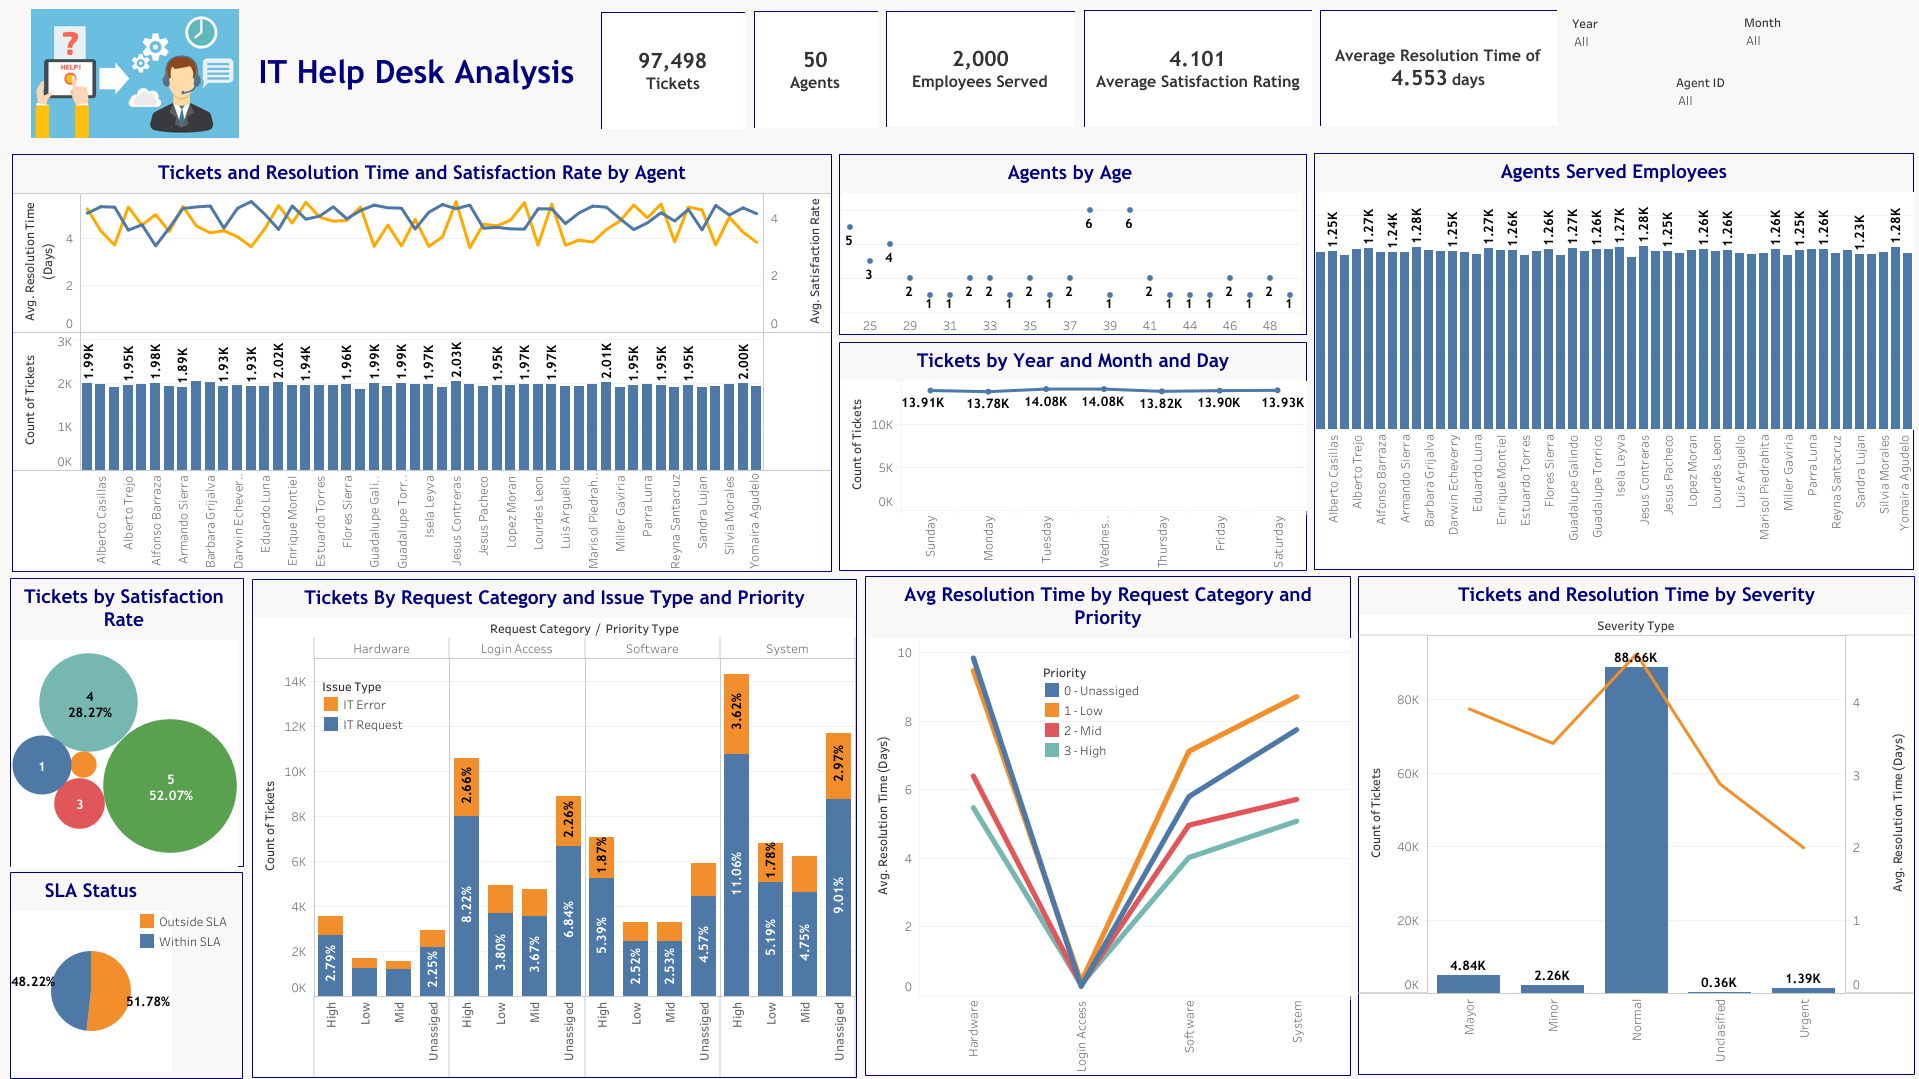 ?
HELP!
IT Help Desk Analysis
97,498
Tickets
50
Agents
2,000
Employees Served
4.101
Average Satisfaction Rating
Average Resolution Time of
4.553 days
Year
All
Month
All
Agent ID
All
Tickets and Resolution Time and Satisfaction Rate by Agent
Avg. Resolution Time
(Days)
4
2
0
4
2
0
Avg. Satisfaction Rate
Count of Tickets
3K
2K
1K
0K
1.99K
1.95K
1.98K
1.89K
1.93K
1.93K
2.02K
1.94K
1.96K
1.99K
1.99K
1.97K
2.03K
1.95K
1.97K
1.97K
2.01K
1.95K
1.95K
1.95K
2.00K
Alberto Casillas
Alberto Trejo
Alfonso Barraza
Armando Sierra
Barbara Grijalva
Darwin Echever..
Eduardo Luna
Enrique Montiel
Estuardo Torres
Flores Sierra
Guadalupe Gali..
Guadalupe Torr..
Isela Leyva
Jesus Contreras
Jesus Pacheco
Lopez Moran
Lourdes Leon
Luis Arguello
Marisol Piedrah..
Miller Gaviria
Parra Luna
Reyna Santacruz
Sandra Lujan
Silvia Morales
Yomaira Agudelo
Agents by Age
5
3
4
2
1
1
2
2
1
2
1
2
6
1
6
2
1
1
1
2
1
2
1
25
29
31
33
35
37
39
41
44
46
48
Tickets by Year and Month and Day
Count of Tickets
10K
5K
0K
13.91K
13.78K
14.08K
14.08K
13.82K
13.90K
13.93K
Sunday
Monday
Tuesday
Wednes..
Thursday
Friday
Saturday
Agents Served Employees
1.25K
1.27K
1.24K
1.28K
1.25K
1.27K
1.26K
1.26K
1.27K
1.26K
1.27K
1.28K
1.25K
1.26K
1.26K
1.26K
1.25K
1.26K
1.23K
1.28K
Alberto Casillas
Alberto Trejo
Alfonso Barraza
Armando Sierra
Barbara Grijalva
Darwin Echeverry
Eduardo Luna
Enrique Montiel
Estuardo Torres
Flores Sierra
Guadalupe Galindo
Guadalupe Torrico
Isela Leyva
Jesus Contreras
Jesus Pacheco
Lopez Moran
Lourdes Leon
Luis Arguello
Marisol Piedrahita
Miller Gaviria
Parra Luna
Reyna Santacruz
Sandra Lujan
Silvia Morales
Yomaira Agudelo
Tickets by Satisfaction
Rate
4
28.27%
1
3
5
52.07%
SLA Status
Outside SLA
Within SLA
48.22%
51.78%
Tickets By Request Category and Issue Type and Priority
Request Category / Priority Type
Hardware
Login Access
Software
System
Issue Type
IT Error
IT Request
Count of Tickets
14K
12K
10K
8K
6K
4K
2K
0K
2.79%
2.25%
2.66%
8.22%
3.80%
3.67%
2.26%
6.84%
1.87%
5.39%
2.52%
2.53%
4.57%
3.62%
11.06%
1.78%
5.19%
4.75%
2.97%
9.01%
High
Low
Mid
Unassiged
High
Low
Mid
Unassiged
High
Low
Mid
Unassiged
High
Low
Mid
Unassiged
Avg Resolution Time by Request Category and
Priority
Avg. Resolution Time (Days)
10
8
6
4
2
0
Priority
0 - Unassiged
1 - Low
2 - Mid
3 - High
Hardware
Login Access
Software
System
Tickets and Resolution Time by Severity
Severity Type
Count of Tickets
80K
60K
40K
20K
0K
4.84K
2.26K
88.66K
0.36K
1.39K
4
3
2
1
0
Avg. Resolution Time (Days)
Mayor
Minor
Normal
Unclasified
Urgent